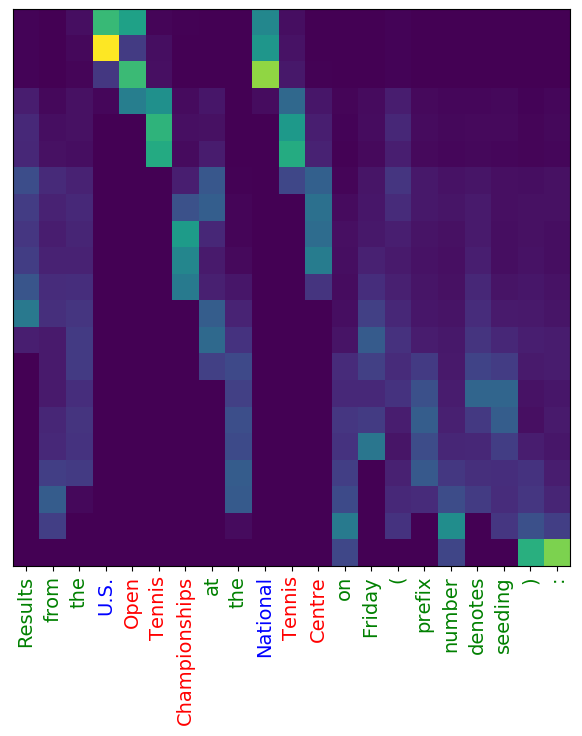 Results
from
the
U.S.
Open
Tennis
Championships
at
the
National
Tennis
Centre
on
Friday
(
prefix
number
denotes
seeding
)
: